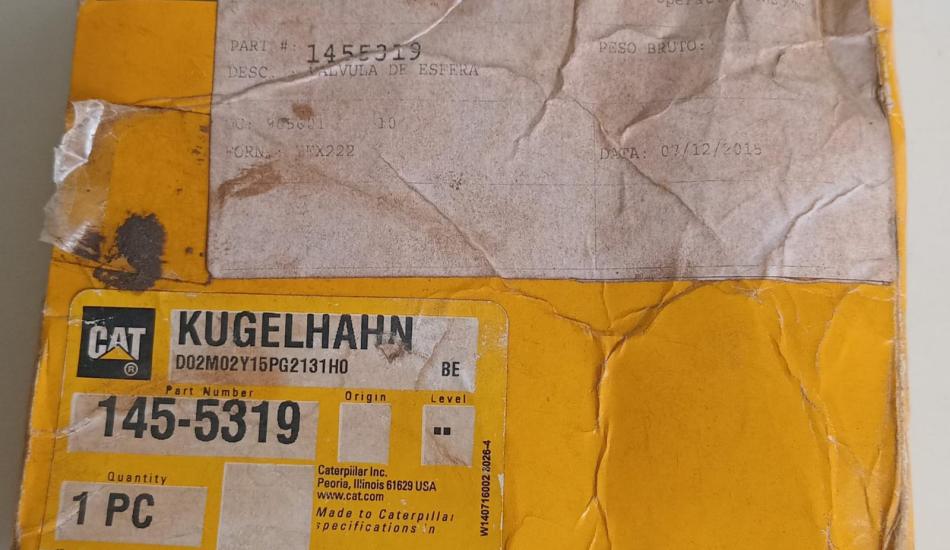 PART #: 1455319
PESO BRUTO:
DESC. : VALVULA DE ESFERA
10
DATA: 07/12/2015
CAT ®
KUGELHAHN
D02M02Y15PG2131H0 BE
Part Number Origin Level
145-5319 --
Quantity
1 PC
Caterpillar Inc.
Peoria, Illinois 61629 USA
www.cat.com
Made to Caterpillar
specifications in
W140716002